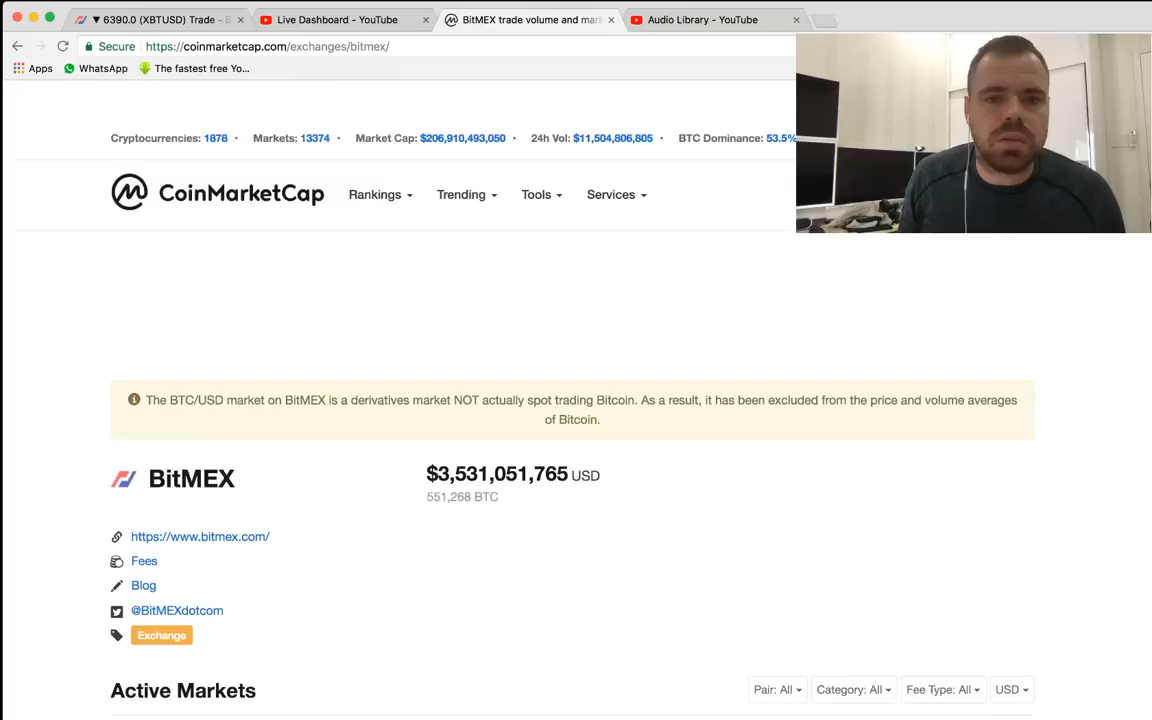 ▼ 6390.0 (XBTUSD) Trade - B
Live Dashboard - YouTube
BitMEX trade volume and mar
Audio Library - YouTube
Secure https://coinmarketcap.com/exchanges/bitmex/
Apps WhatsApp The fastest free Yo...
Cryptocurrencies: 1878 • Markets: 13374 • Market Cap: $206,910,493,050 • 24h Vol: $11,504,806,805 • BTC Dominance: 53.5%
CoinMarketCap Rankings Trending Tools Services
The BTC/USD market on BitMEX is a derivatives market NOT actually spot trading Bitcoin. As a result, it has been excluded from the price and volume averages
of Bitcoin.
BitMEX
$3,531,051,765 USD
551,268 BTC
https://www.bitmex.com/
Fees
Blog
@BitMEXdotcom
Exchange
Active Markets
Pair: All Category: All Fee Type: All USD